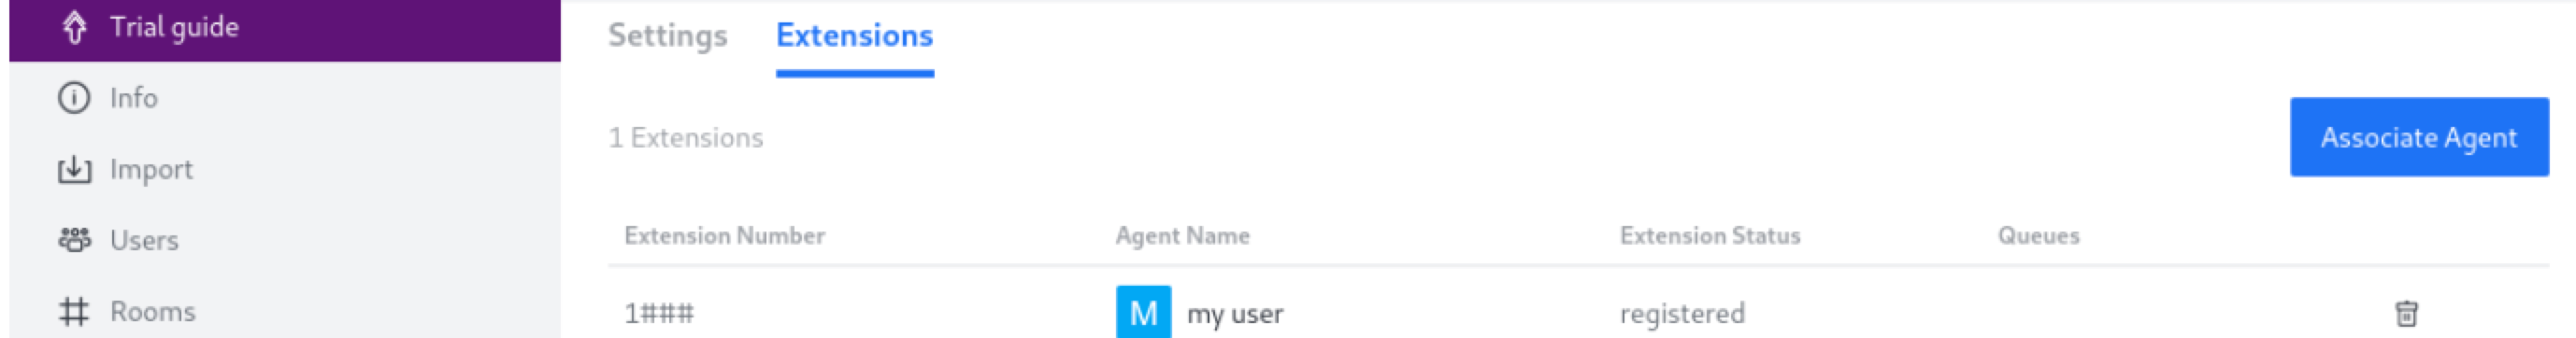 Trial guide
Info
Import
Users
Rooms
Settings Extensions
1 Extensions
Associate Agent
Extension Number Agent Name Extension Status Queues
1### M my user registered